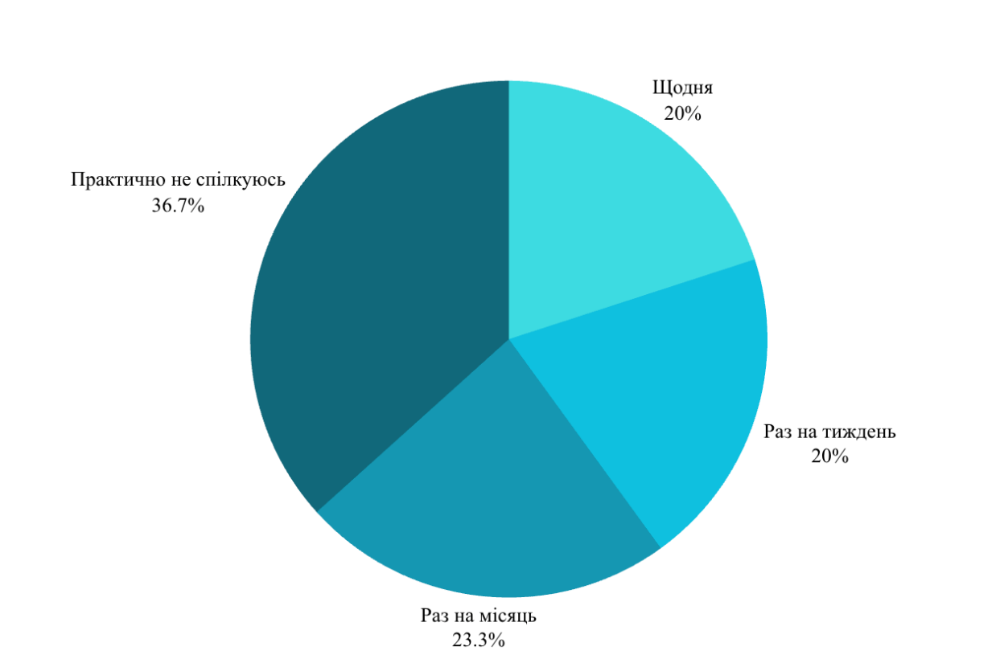 Щодня
20%
Практично не спілкуюсь
36.7%
Раз на тиждень
20%
Раз на місяць
23.3%